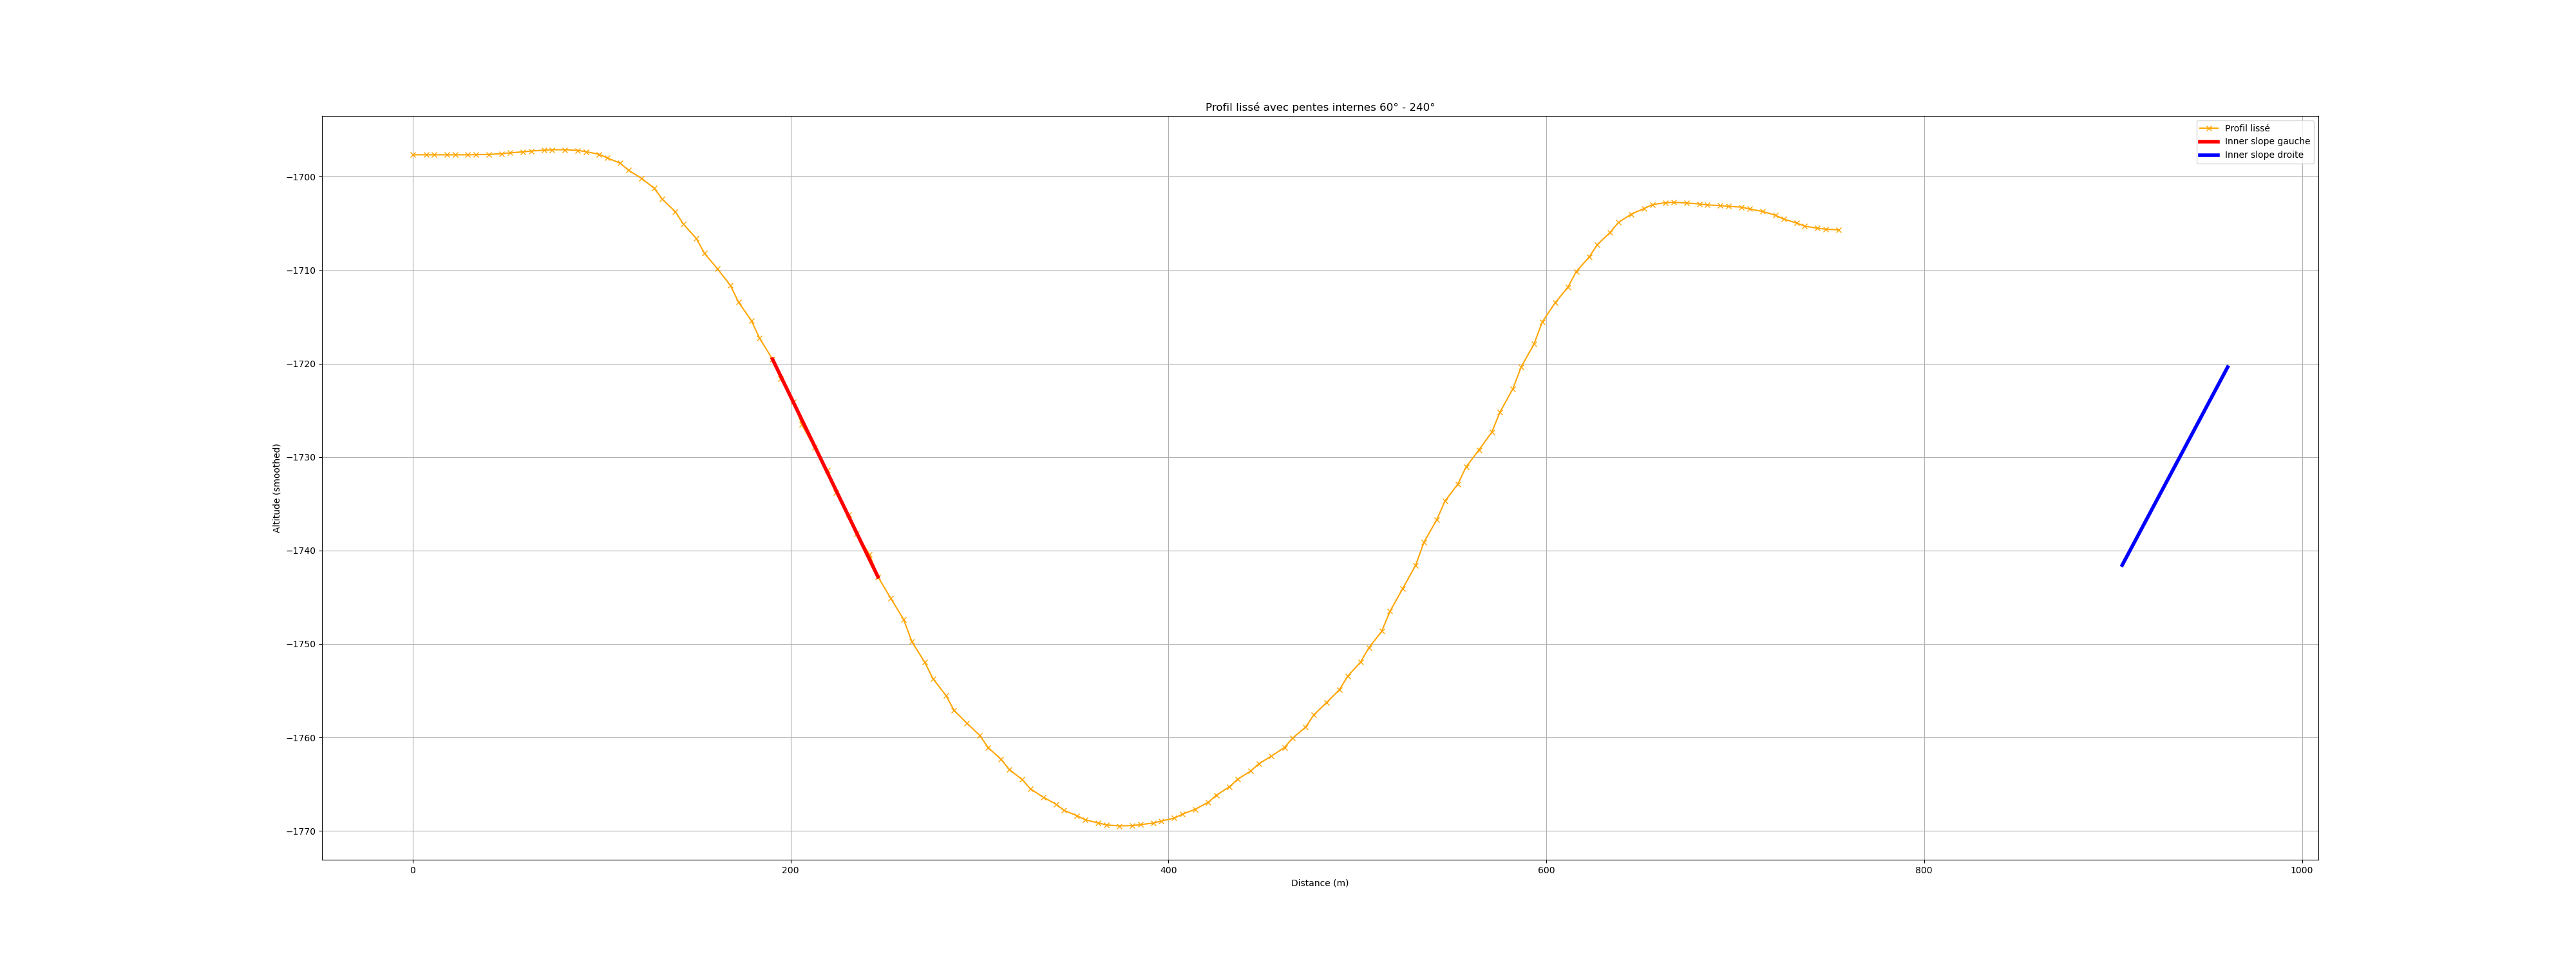 Profil lissé avec pentes internes 60° - 240°
Profil lissé
Inner slope gauche
Inner slope droite
−1700
−1710
−1720
−1730
−1740
−1750
−1760
−1770
Altitude (smoothed)
0 200 400 600 800 1000
Distance (m)